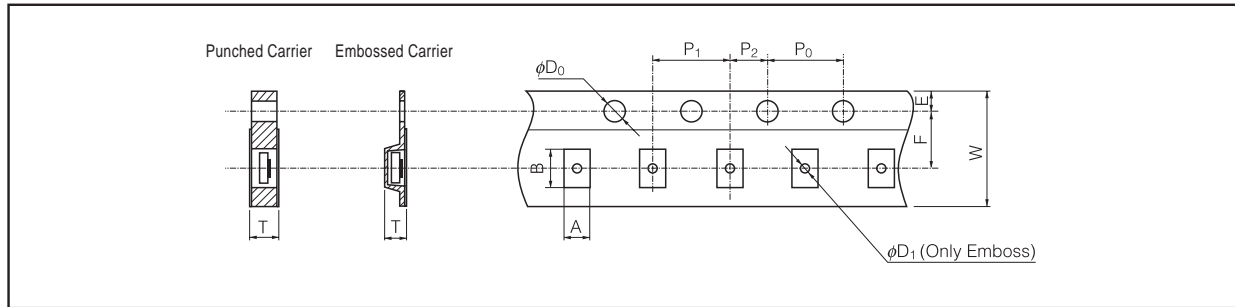 Punched Carrier Embossed Carrier
P1 P2 P0
φD0
E
F
W
B
A
T T
φD1 (Only Emboss)